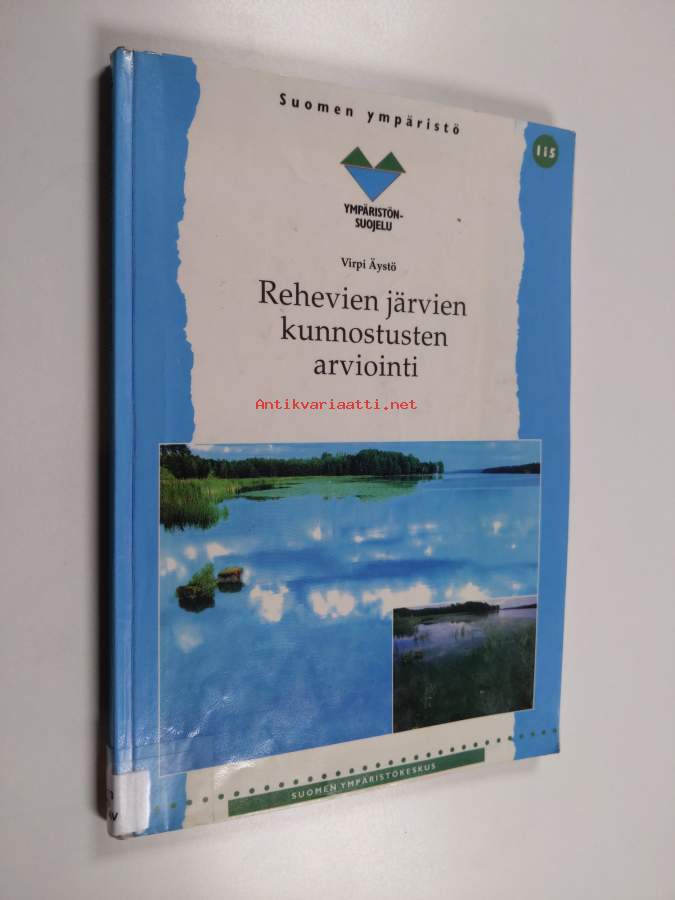 Suomen ympäristö
115
YMPÄRISTÖN-
SUOJELU
Virpi Äystö
Rehevien järvien
kunnostusten
arviointi
Antikvariaatti.net
SUOMEN YMPÄRISTÖKESKUS